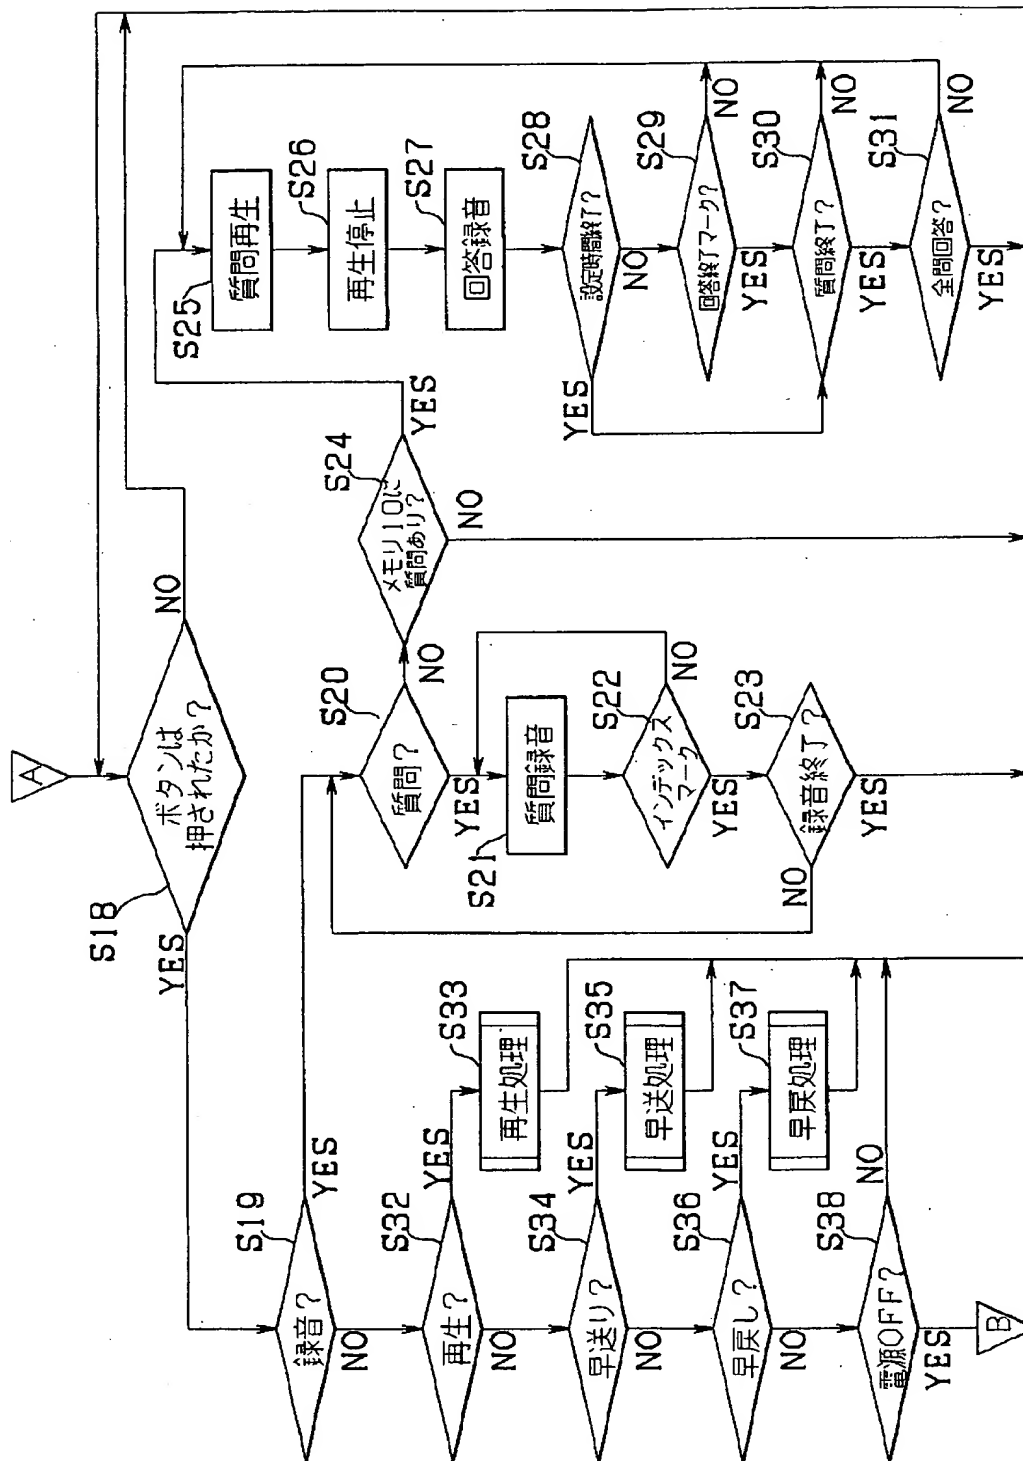 A
ボタンは
押されたか？
S18
YES
NO
録音？
S19
YES
NO
質問？
S20
YES
NO
質問録音
S21
インデックス
マーク
S22
YES
NO
録音終了？
S23
YES
NO
メモリ10に
質問あり？
S24
YES
NO
質問再生
S25
再生停止
S26
回答録音
S27
設定時間終了？
S28
YES
NO
回答終了マーク？
S29
YES
NO
質問終了？
S30
YES
NO
全問回答？
S31
YES
NO
再生？
S32
YES
NO
再生処理
S33
早送り？
S34
YES
NO
早送処理
S35
早戻し？
S36
YES
NO
早戻処理
S37
電源OFF？
S38
YES
NO
B